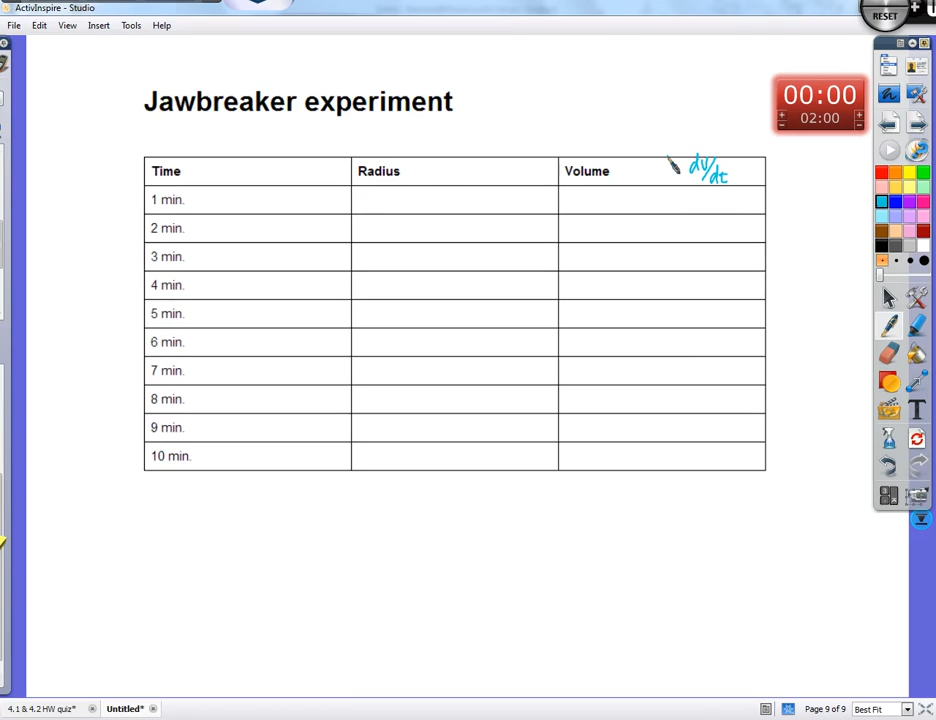 ActivInspire - Studio
RESET
File Edit View Insert Tools Help
Jawbreaker experiment
00:00
02:00
Time Radius Volume dv/dt
1 min.
2 min.
3 min.
4 min.
5 min.
6 min.
7 min.
8 min.
9 min.
10 min.
4.1 & 4.2 HW quiz* Untitled* Page 9 of 9 Best Fit